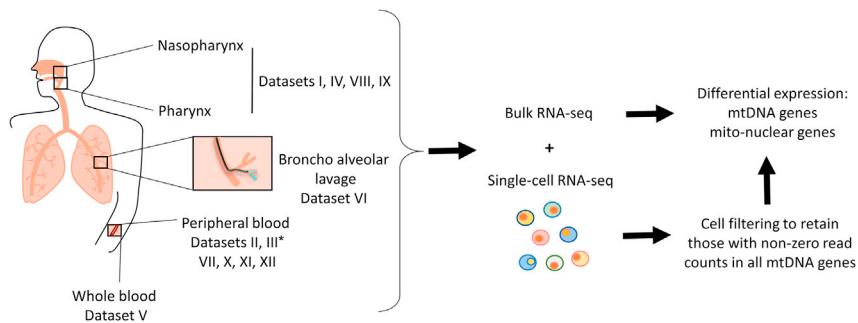 Nasopharynx
Datasets I, IV, VIII, IX
Pharynx
Broncho alveolar
lavage
Dataset VI
Peripheral blood
Datasets II, III*
VII, X, XI, XII
Whole blood
Dataset V
Bulk RNA-seq
+
Single-cell RNA-seq
Differential expression:
mtDNA genes
mito-nuclear genes
Cell filtering to retain
those with non-zero read
counts in all mtDNA genes